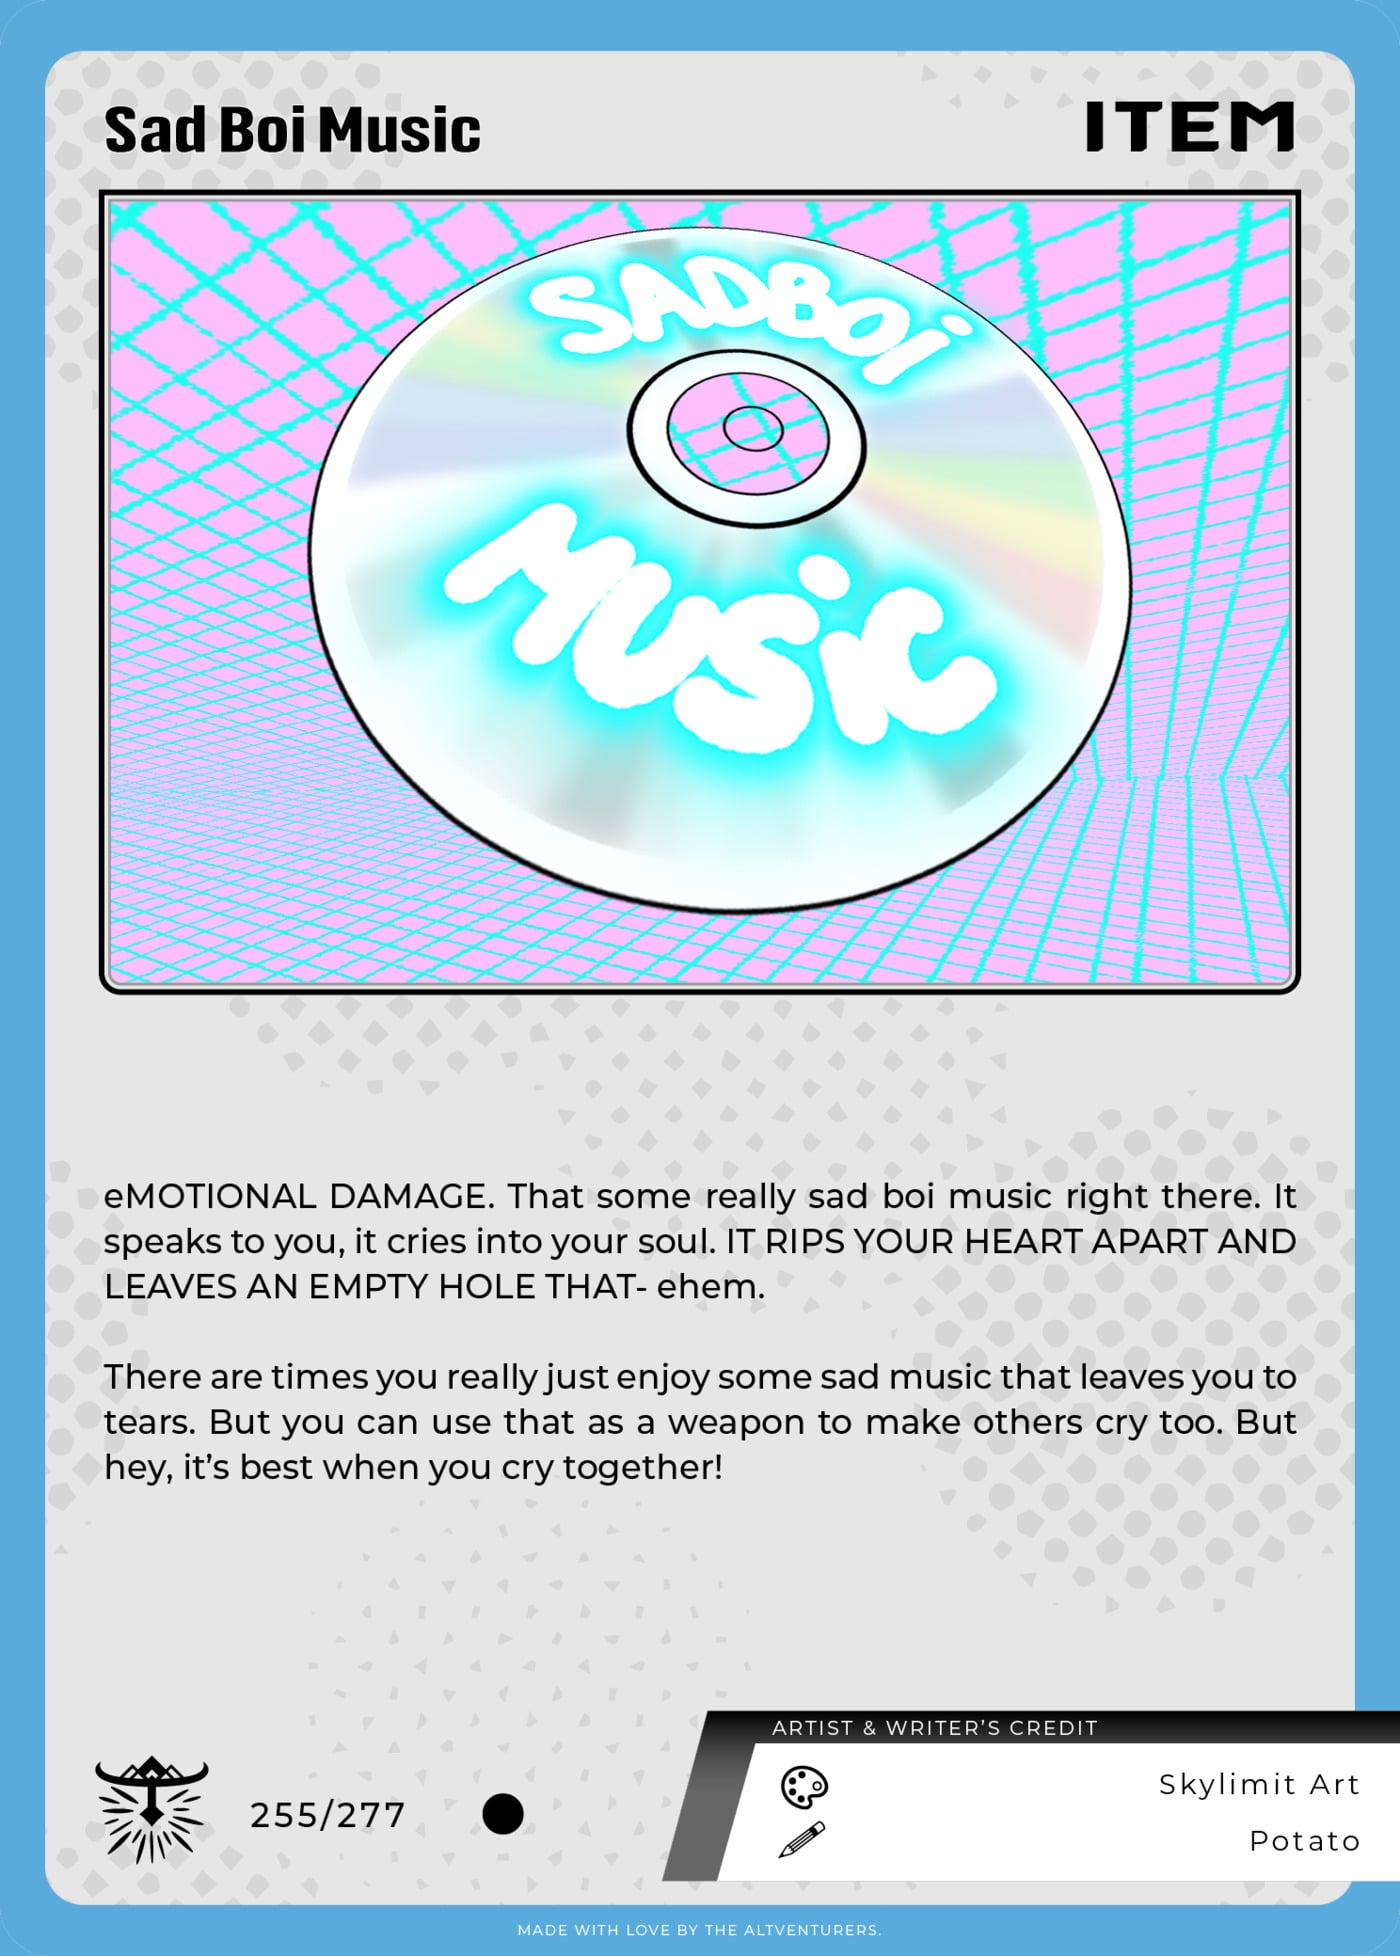 Sad Boi Music
ITEM
SADBOi
MUSiC
eMOTIONAL DAMAGE. That some really sad boi music right there. It
speaks to you, it cries into your soul. IT RIPS YOUR HEART APART AND
LEAVES AN EMPTY HOLE THAT- ehem.
There are times you really just enjoy some sad music that leaves you to
tears. But you can use that as a weapon to make others cry too. But
hey, it’s best when you cry together!
ARTIST & WRITER’S CREDIT
Skylimit Art
255/277
Potato
MADE WITH LOVE BY THE ALTVENTURERS.